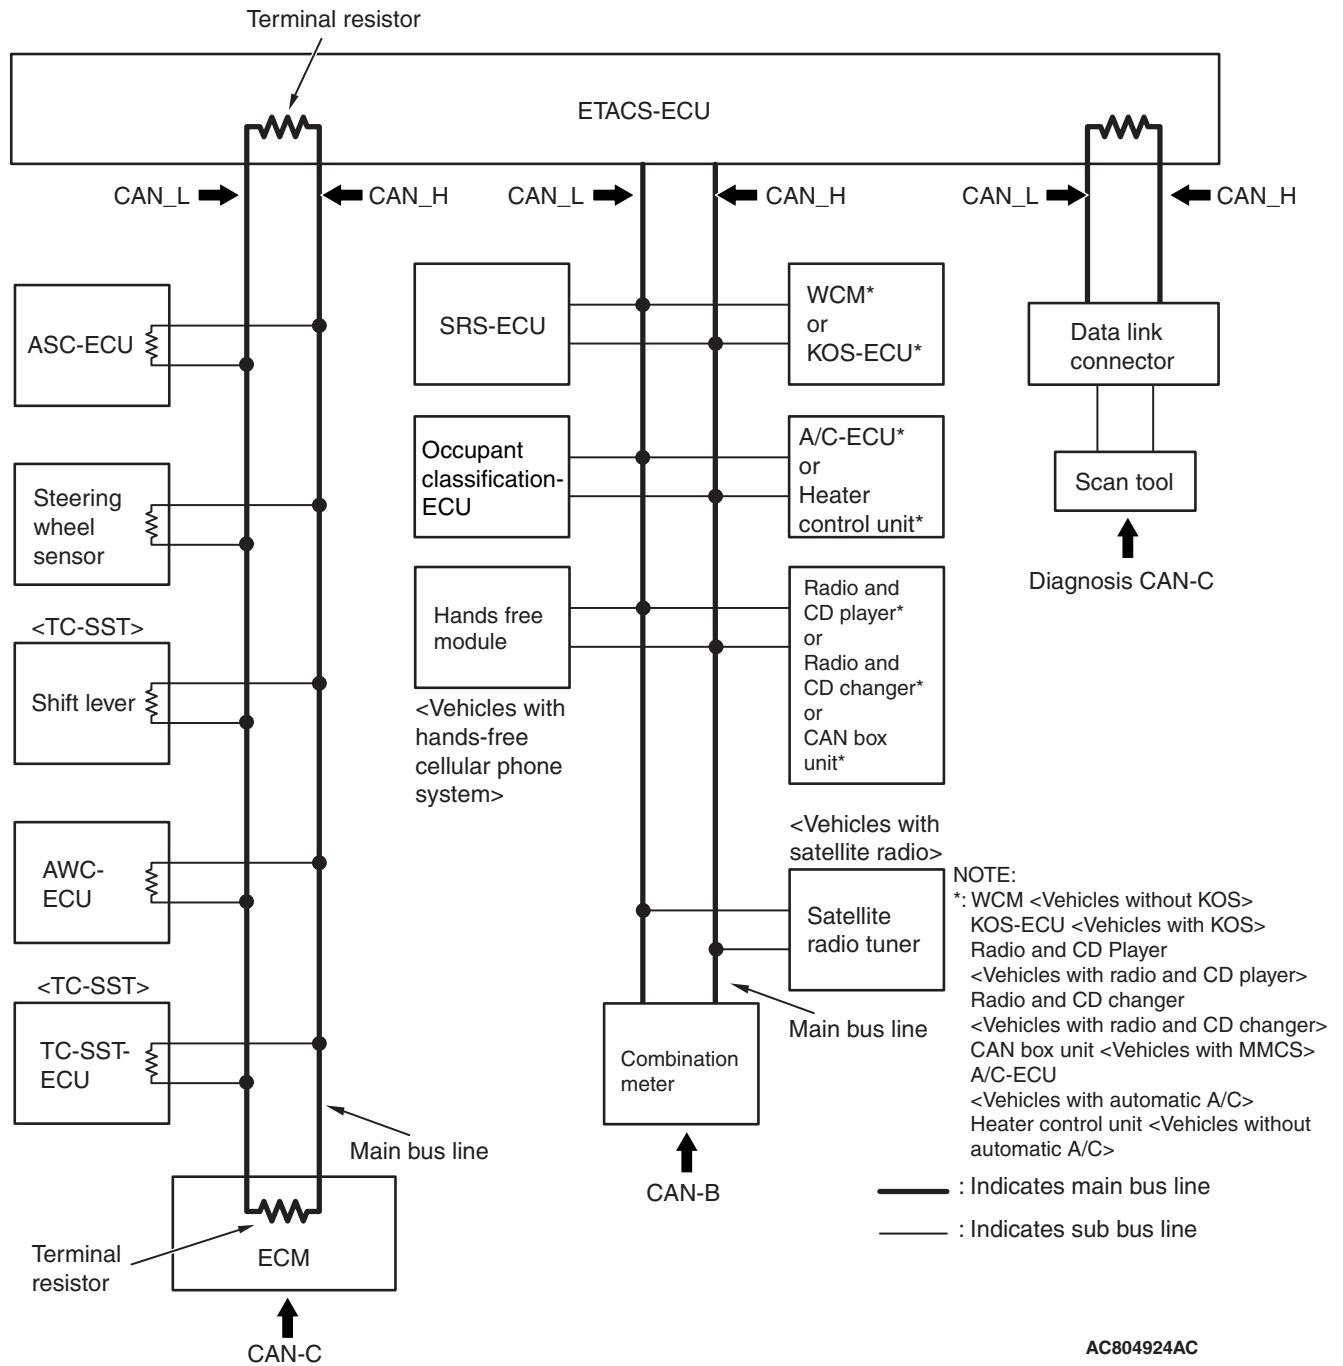 Terminal resistor
ETACS-ECU
CAN_L
CAN_H
CAN_L
CAN_H
CAN_L
CAN_H
ASC-ECU
Steering
wheel
sensor
<TC-SST>
Shift lever
AWC-
ECU
<TC-SST>
TC-SST-
ECU
Main bus line
Terminal
resistor
ECM
CAN-C
SRS-ECU
WCM*
or
KOS-ECU*
Occupant
classification-
ECU
A/C-ECU*
or
Heater
control unit*
Hands free
module
<Vehicles with
hands-free
cellular phone
system>
Radio and
CD player*
or
Radio and
CD changer*
or
CAN box
unit*
<Vehicles with
satellite radio>
Satellite
radio tuner
Main bus line
Combination
meter
CAN-B
Data link
connector
Scan tool
Diagnosis CAN-C
NOTE:
*: WCM <Vehicles without KOS>
KOS-ECU <Vehicles with KOS>
Radio and CD Player
<Vehicles with radio and CD player>
Radio and CD changer
<Vehicles with radio and CD changer>
CAN box unit <Vehicles with MMCS>
A/C-ECU
<Vehicles with automatic A/C>
Heater control unit <Vehicles without
automatic A/C>
: Indicates main bus line
: Indicates sub bus line
AC804924AC